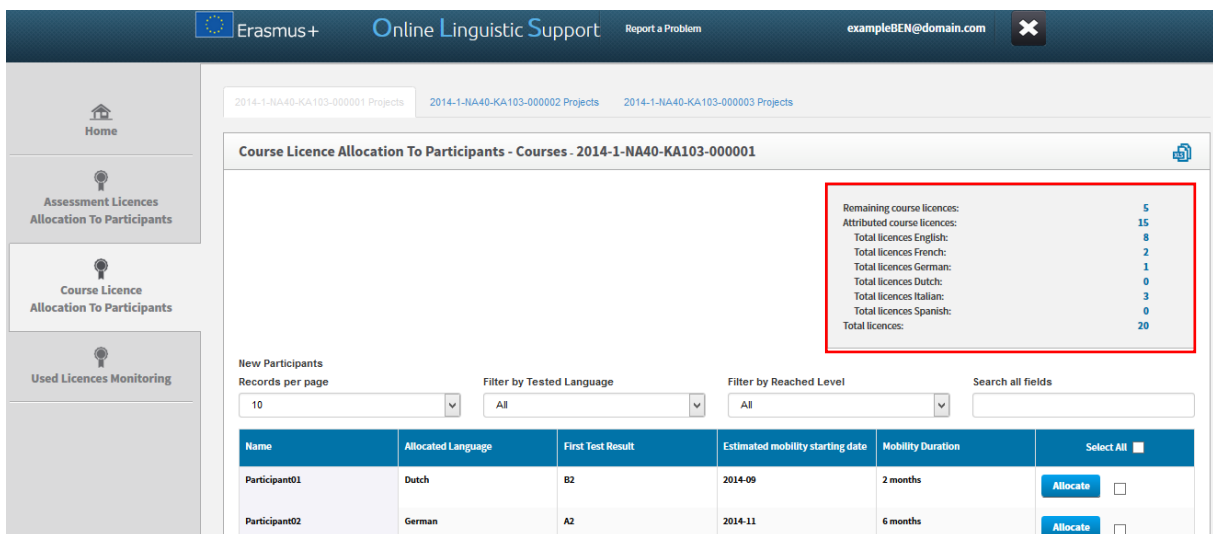 Erasmus+ Online Linguistic Support Report a Problem exampleBEN@domain.com
2014-1-NA40-KA103-000001 Projects 2014-1-NA40-KA103-000002 Projects 2014-1-NA40-KA103-000003 Projects
Home
Assessment Licences
Allocation To Participants
Course Licence
Allocation To Participants
Used Licences Monitoring
Course Licence Allocation To Participants - Courses - 2014-1-NA40-KA103-000001
Remaining course licences: 5
Attributed course licences: 15
Total licences English: 8
Total licences French: 2
Total licences German: 1
Total licences Dutch: 0
Total licences Italian: 3
Total licences Spanish: 0
Total licences: 20
New Participants
Records per page Filter by Tested Language Filter by Reached Level Search all fields
10 All All
Name Allocated Language First Test Result Estimated mobility starting date Mobility Duration Select All
Participant01 Dutch B2 2014-09 2 months Allocate
Participant02 German A2 2014-11 6 months Allocate